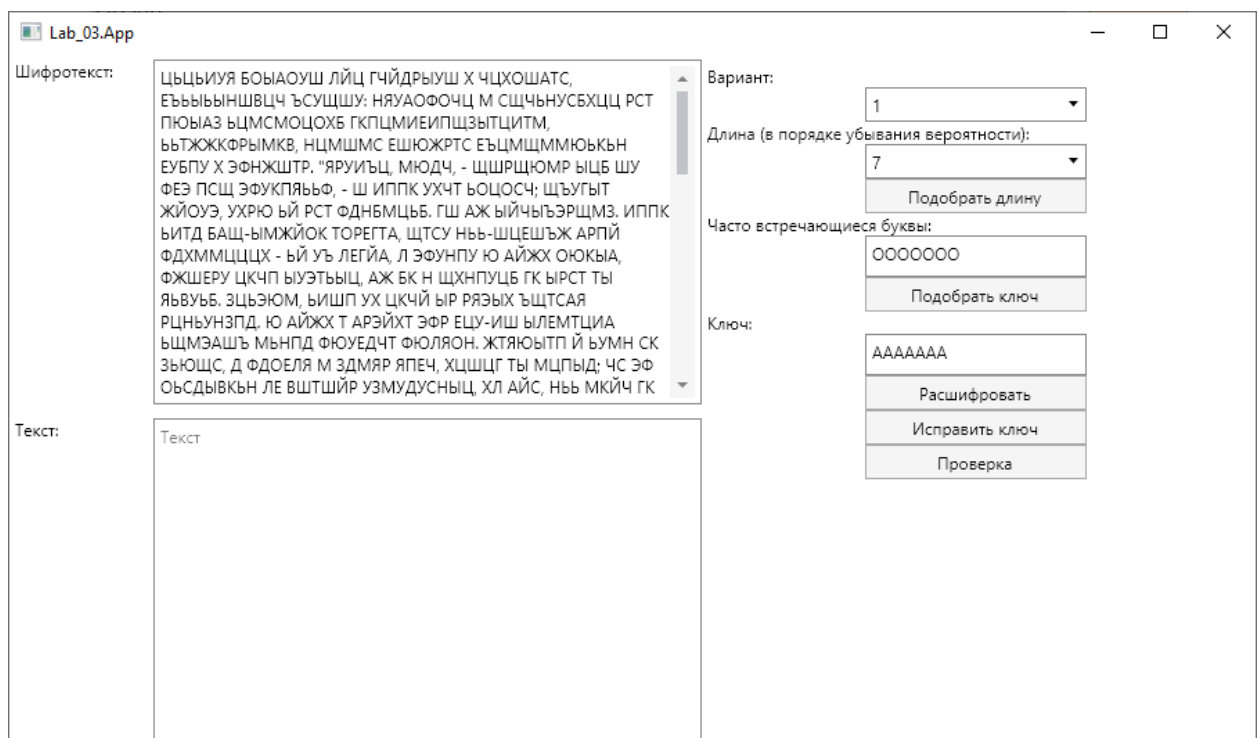 Lab_03.App
Шифротекст:
ЦЬЦЬИУЯ БОЫАОУШ ЛЙЦ ГЧЙДРЫУШ Х ЧЦХОШАТС,
ЕЪЬЫЬЫНШВЦЧ ЪСУЩШУ: НЯУАОФОЧЦ М СЩЧЬНУСБХЦЦ РСТ
ПЮЫАЗ ЬЦМСМОЦОХБ ГКПЦМИЕИПЩЗЫТЦИТМ,
ЬЬТЖЖКФРЫМКВ, НЦМШМС ЕШЮЖРТС ЕЪЦМЩММЮЬКЬН
ЕУБПУ Х ЭФНЖШТР. "ЯРУИЪЦ, МЮДЧ, - ЩШРЩЮМР ЫЦБ ШУ
ФЕЭ ПСЩ ЭФУКПЯЬЬФ, - Ш ИППК УХЧТ ЬОЦОСЧ; ЩЪУГЫТ
ЖЙОУЭ, УХРЮ ЬЙ РСТ ФДНБМЦЬБ. ГШ АЖ ЫЙЧЫЪЭРЩМЗ. ИППК
ЬИТД БАЩ-ЫМЖЙОК ТОРЕГТА, ЩТСУ НЬЬ-ШЦЕШЪЖ АРПЙ
ФДХММЦЦЦХ - ЬЙ УЪ ЛЕГЙА, Л ЭФУНПУ Ю АЙЖХ ОЮКЫА,
ФЖШЕРУ ЦКЧП ЫУЭТЬЫЦ, АЖ БК Н ЩХНПУЦБ ГК ЫРСТ ТЫ
ЯЬВУЬБ. ЗЦЬЭЮМ, ЬИШП УХ ЦКЧЙ ЫР РЯЭЫХ ЪЩТСАЯ
РЦНЬУНЗПД. Ю АЙЖХ Т АРЭЙХТ ЭФР ЕЦУ-ИШ ЫЛЕМТЦИА
ЬЩМЭАШЪ МЬНПД ФЮУЕДЧТ ФЮЛЯОН. ЖТЯЮЫТП Й ЬУМН СК
ЗЬЮЩС, Д ФДОЕЛЯ М ЗДМЯР ЯПЕЧ, ХЦШЦГ ТЫ МЦПЫД; ЧС ЭФ
ОЬСДЫВКЬН ЛЕ ВШТШЙР УЗМУДУСНЫЦ, ХЛ АЙС, НЬЬ МКЙЧ ГК
Текст:
Текст
Вариант:
1
Длина (в порядке убывания вероятности):
7
Подобрать длину
Часто встречающиеся буквы:
ООООООО
Подобрать ключ
Ключ:
ААААААА
Расшифровать
Исправить ключ
Проверка